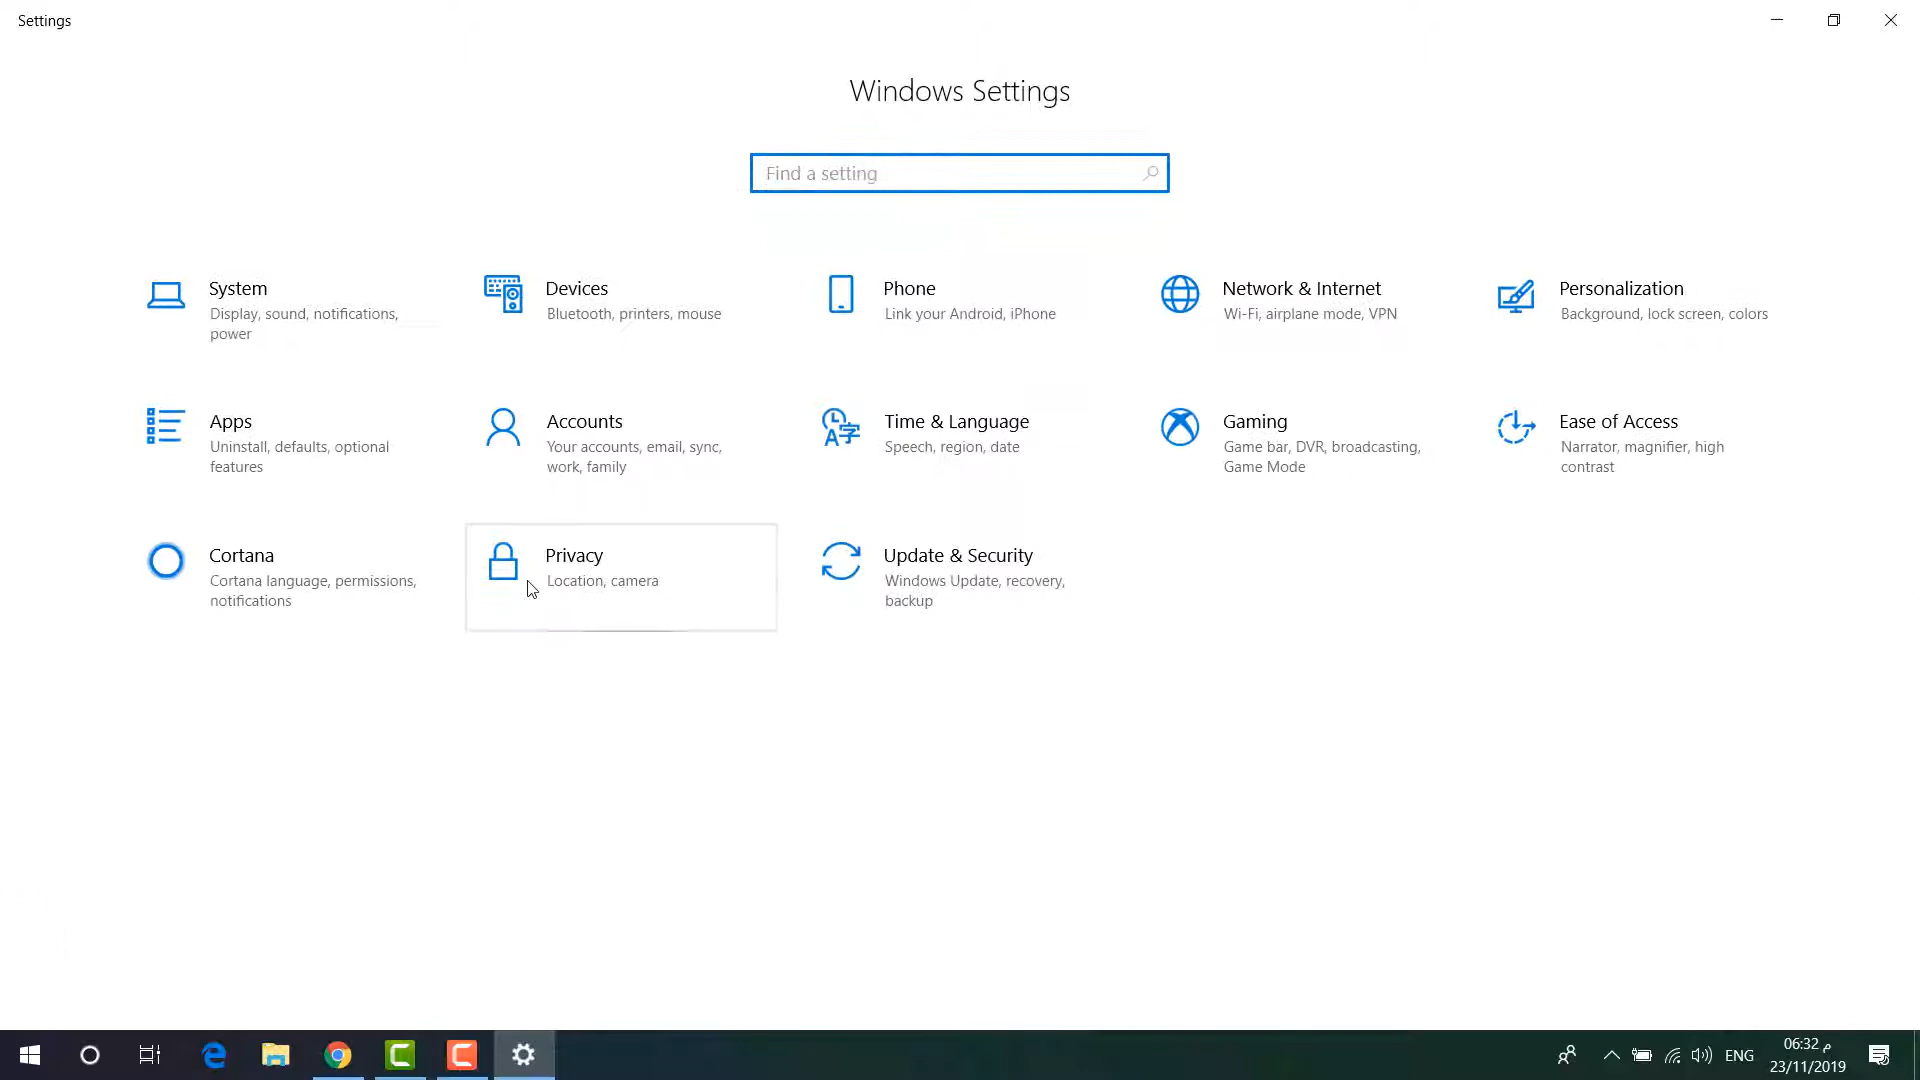 Settings
Windows Settings
Find a setting
System
Display, sound, notifications,
power
Devices
Bluetooth, printers, mouse
Phone
Link your Android, iPhone
Network & Internet
Wi-Fi, airplane mode, VPN
Personalization
Background, lock screen, colors
Apps
Uninstall, defaults, optional
features
Accounts
Your accounts, email, sync,
work, family
Time & Language
Speech, region, date
Gaming
Game bar, DVR, broadcasting,
Game Mode
Ease of Access
Narrator, magnifier, high
contrast
Cortana
Cortana language, permissions,
notifications
Privacy
Location, camera
Update & Security
Windows Update, recovery,
backup
ENG
06:32 م
23/11/2019